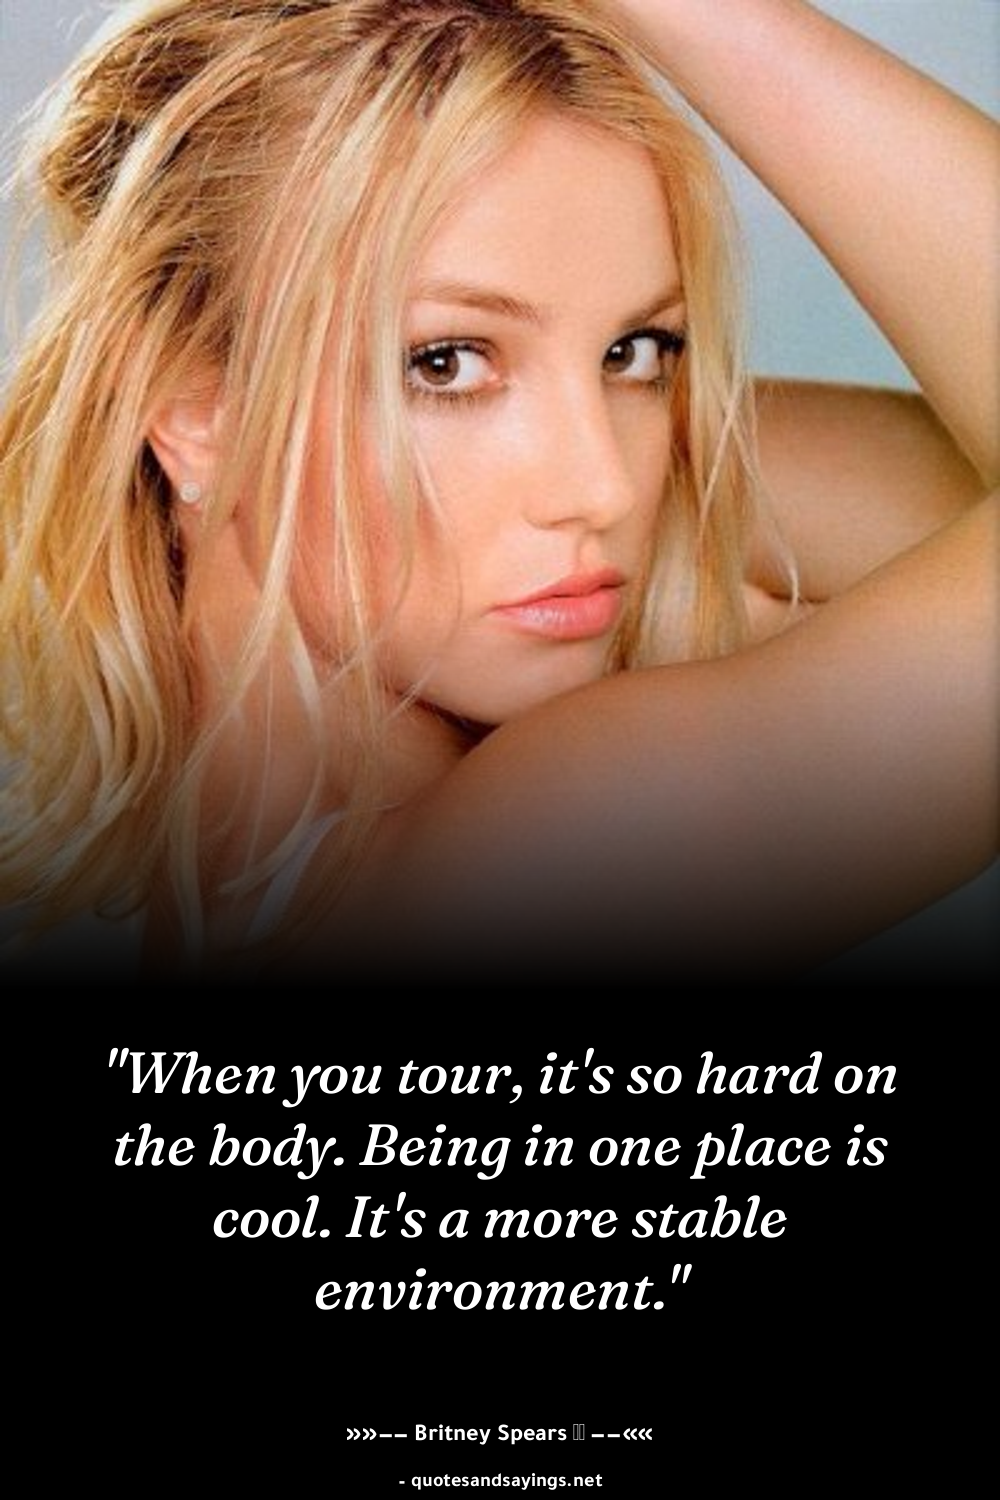 "When you tour, it's so hard on
the body. Being in one place is
cool. It's a more stable
environment."
»»−− Britney Spears −−««
- quotesandsayings.net